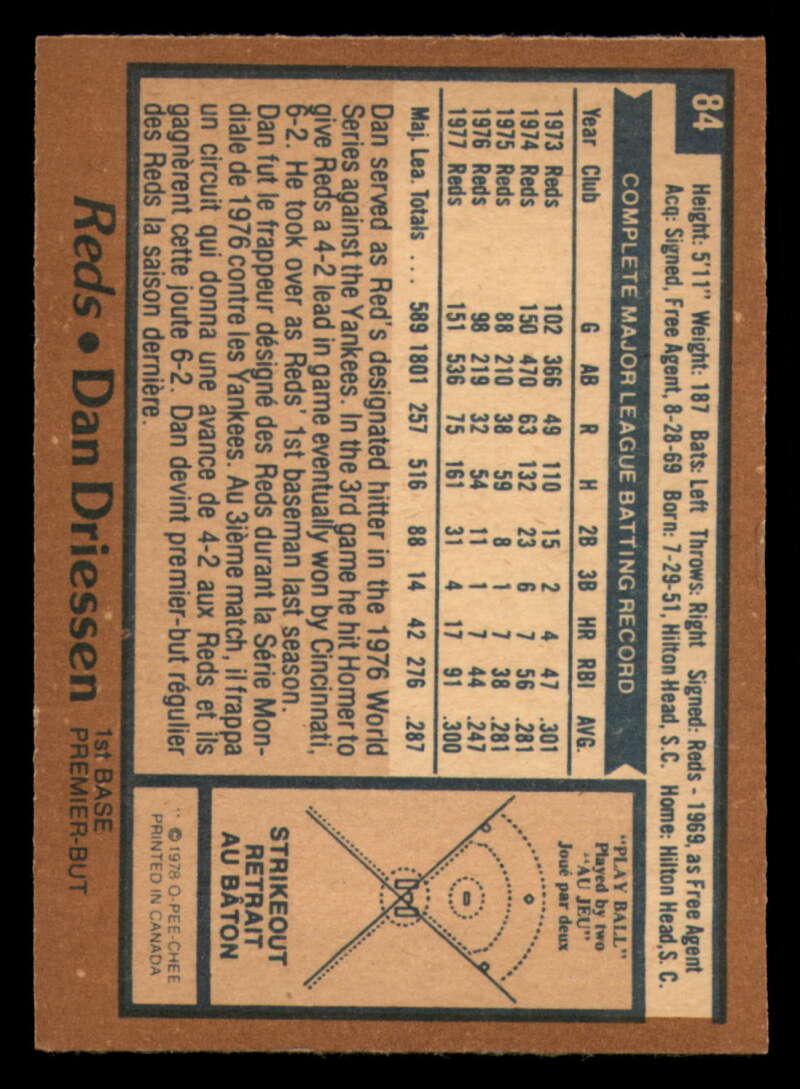 84
Height: 5'11" Weight: 187 Bats: Left Throws: Right Signed: Reds - 1969, as Free Agent
Acq: Signed, Free Agent, 8-28-69 Born: 7-29-51, Hilton Head, S.C. Home: Hilton Head, S. C.
COMPLETE MAJOR LEAGUE BATTING RECORD
Year Club G AB R H 2B 3B HR RBI AVG.
1973 Reds 102 366 49 110 15 2 4 47 .301
1974 Reds 150 470 63 132 23 6 7 56 .281
1975 Reds 88 210 38 59 8 1 7 38 .281
1976 Reds 98 219 32 54 11 1 7 44 .247
1977 Reds 151 536 75 161 31 4 17 91 .300
Maj. Lea. Totals ... 589 1801 257 516 88 14 42 276 .287
Dan served as Red's designated hitter in the 1976 World
Series against the Yankees. In the 3rd game he hit Homer to
give Reds a 4-2 lead in game eventually won by Cincinnati,
6-2. He took over as Reds' 1st baseman last season.
Dan fut le frappeur désigné des Reds durant la Série Mon-
diale de 1976 contre les Yankees. Au 3ième match, il frappa
un circuit qui donna une avance de 4-2 aux Reds et ils
gagnèrent cette joute 6-2. Dan devint premier-but régulier
des Reds la saison dernière.
"PLAY BALL"
Played by two
"AU JEU"
Joué par deux
STRIKEOUT
RETRAIT
AU BÂTON
** © 1978 O-PEE-CHEE
PRINTED IN CANADA
Reds • Dan Driessen
1st BASE
PREMIER-BUT